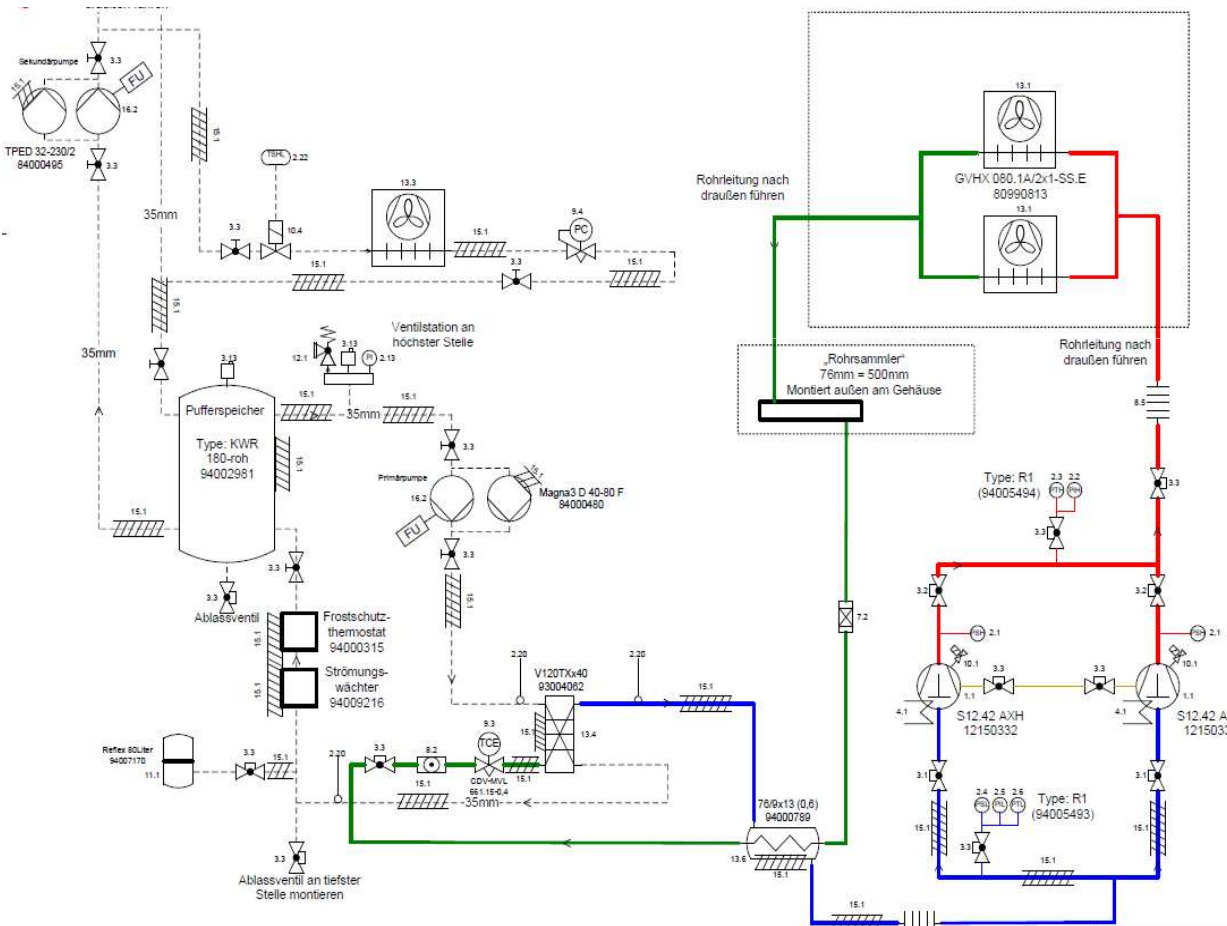 Sekundärpumpe
3.3
FU
15.1
16.2
TPED 32-230/2
84000495
3.3
15.1
35mm
TSHL
2.22
3.3
10.4
13.3
15.1
9.4
PC
15.1
15.1
3.3
15.1
35mm
13.1
GVHX 080.1A/2x1-SS.E
80990813
13.1
Rohrleitung nach
draußen führen
Rohrleitung nach
draußen führen
8.5
„Rohrsammler"
76mm = 500mm
Montiert außen am Gehäuse
3.13
12.1
3.13
PI
2.13
Ventilstation an
höchster Stelle
Pufferspeicher
Type: KWR
180-roh
94002981
15.1
35mm
15.1
15.1
15.1
3.3
Primärpumpe
16.2
FU
15.1
Magna3 D 40-80 F
84000480
3.3
15.1
3.3
Ablassventil
15.1
Frostschutz-
thermostat
94000315
15.1
Strömungs-
wächter
94009216
Reflex 80Liter
94007170
11.1
3.3
15.1
2.20
3.3
Ablassventil an tiefster
Stelle montieren
2.20
V120TXx40
93004062
2.20
15.1
15.1
13.4
3.3
8.2
15.1
9.3
TCE
CDV-MVL
661.15-0,4
15.1
15.1
35mm
7.2
76/9x13 (0,6)
94000789
13.6
15.1
15.1
Type: R1
(94005494)
2.3
2.2
PTH
PIH
3.3
3.3
3.2
3.2
PSH
2.1
PSH
2.1
10.1
10.1
3.3
3.3
1.1
1.1
4.1
4.1
S12.42 AXH
12150332
S12.42 A
1215033
3.1
3.1
2.4
2.5
2.6
PSL
PIL
PTL
Type: R1
(94005493)
15.1
3.3
15.1
15.1